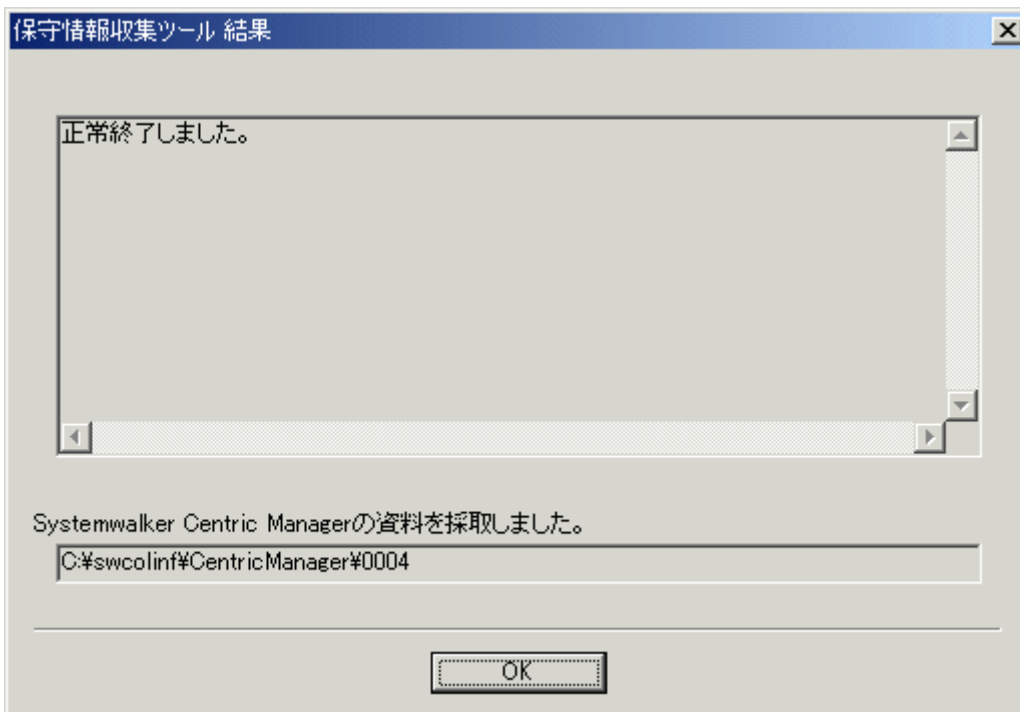 保守情報収集ツール 結果
正常終了しました。
Systemwalker Centric Managerの資料を採取しました。
C:¥swcolinf¥CentricManager¥0004
OK